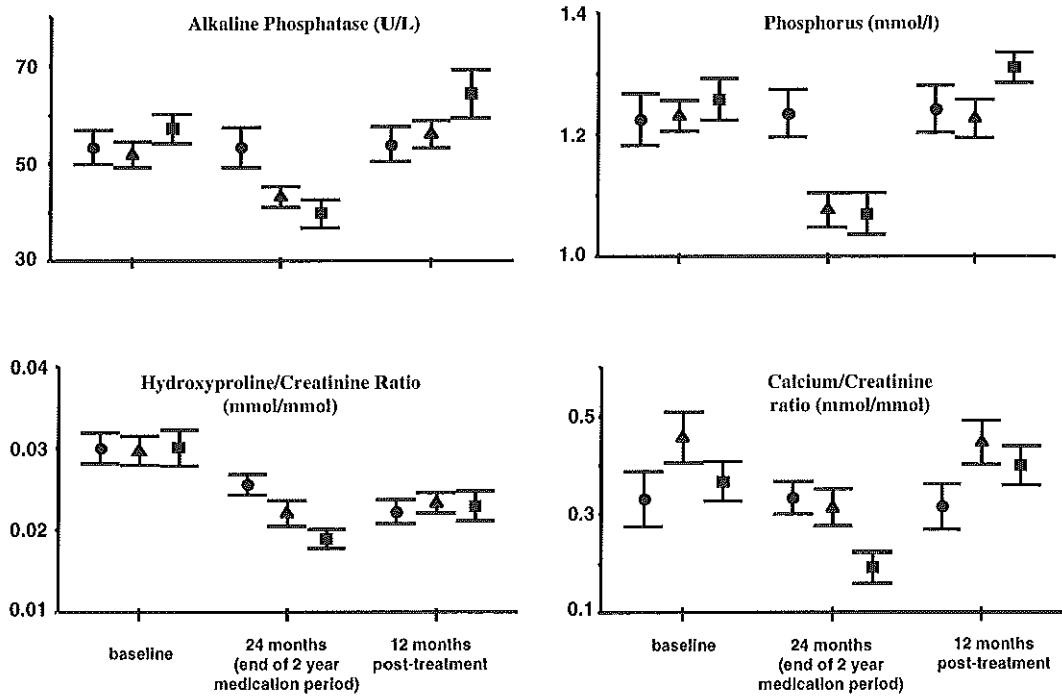 Alkaline Phosphatase (U/L)
70
50
30
Phosphorus (mmol/l)
1.4
1.2
1.0
Hydroxyproline/Creatinine Ratio
(mmol/mmol)
0.04
0.03
0.02
0.01
baseline
24 months
(end of 2 year
medication period)
12 months
post-treatment
Calcium/Creatinine
ratio (mmol/mmol)
0.5
0.3
0.1
baseline
24 months
(end of 2 year
medication period)
12 months
post-treatment